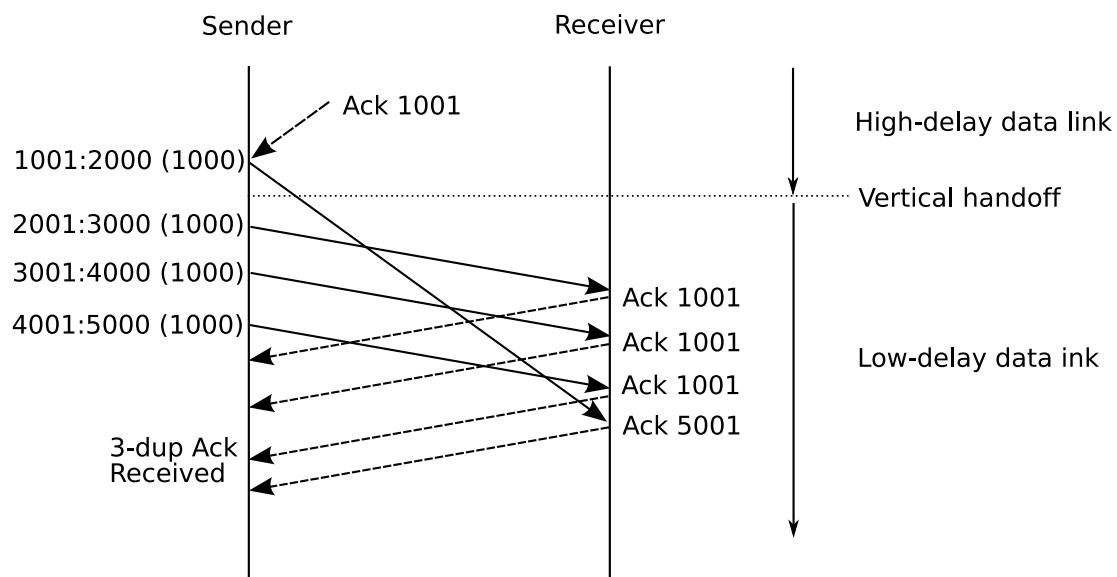 Sender
Receiver
Ack 1001
High-delay data link
1001:2000 (1000)
Vertical handoff
2001:3000 (1000)
3001:4000 (1000)
Ack 1001
4001:5000 (1000)
Ack 1001
Low-delay data ink
Ack 1001
Ack 5001
3-dup Ack
Received